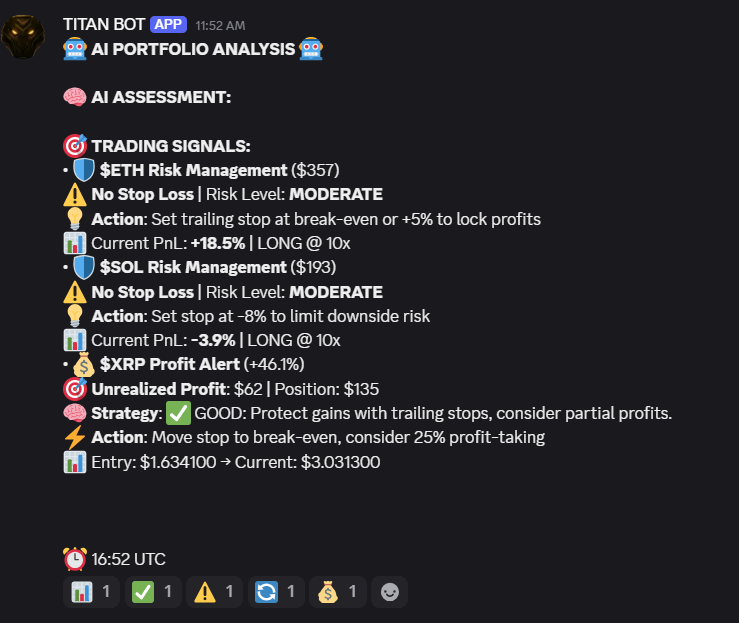 TITAN BOT APP 11:52 AM
🤖 AI PORTFOLIO ANALYSIS 🤖
🧠 AI ASSESSMENT:
🎯 TRADING SIGNALS:
• 🛡️ $ETH Risk Management ($357)
⚠️ No Stop Loss | Risk Level: MODERATE
💡 Action: Set trailing stop at break-even or +5% to lock profits
📊 Current PnL: +18.5% | LONG @ 10x
• 🛡️ $SOL Risk Management ($193)
⚠️ No Stop Loss | Risk Level: MODERATE
💡 Action: Set stop at -8% to limit downside risk
📊 Current PnL: -3.9% | LONG @ 10x
• 💰 $XRP Profit Alert (+46.1%)
🎯 Unrealized Profit: $62 | Position: $135
🧠 Strategy: ✅ GOOD: Protect gains with trailing stops, consider partial profits.
⚡ Action: Move stop to break-even, consider 25% profit-taking
📊 Entry: $1.634100 → Current: $3.031300
⏰ 16:52 UTC
📊 1 ✅ 1 ⚠️ 1 🔄 1 💰 1